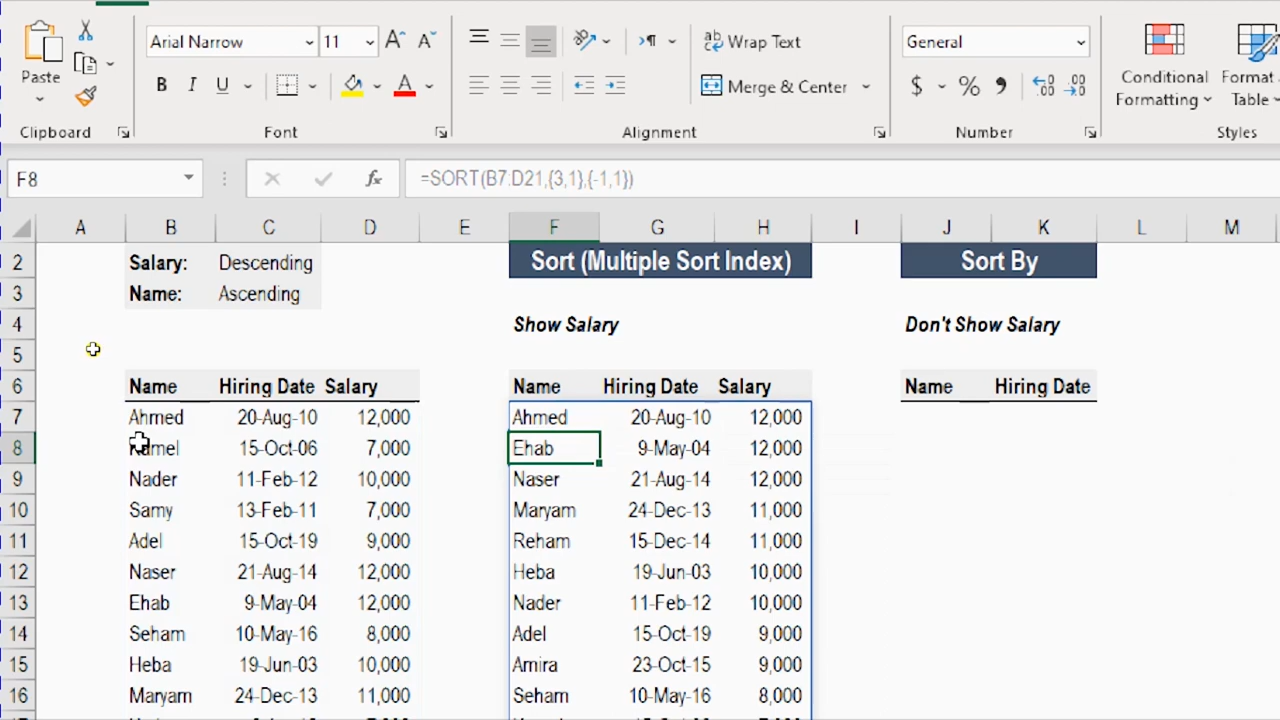 Arial Narrow 11 Wrap Text General
Paste Merge & Center $ % Conditional Format
B I U A Formatting Table
Clipboard Font Alignment Number Styles
F8 fx =SORT(B7:D21,{3,1},{-1,1})
A B C D E F G H I J K L M
2 Salary: Descending Sort (Multiple Sort Index) Sort By
3 Name: Ascending
4 Show Salary Don't Show Salary
5
6 Name Hiring Date Salary Name Hiring Date Salary Name Hiring Date
7 Ahmed 20-Aug-10 12,000 Ahmed 20-Aug-10 12,000
8 15-Oct-06 7,000 Ehab 9-May-04 12,000
9 Nader 11-Feb-12 10,000 Naser 21-Aug-14 12,000
10 Samy 13-Feb-11 7,000 Maryam 24-Dec-13 11,000
11 Adel 15-Oct-19 9,000 Reham 15-Dec-14 11,000
12 Naser 21-Aug-14 12,000 Heba 19-Jun-03 10,000
13 Ehab 9-May-04 12,000 Nader 11-Feb-12 10,000
14 Seham 10-May-16 8,000 Adel 15-Oct-19 9,000
15 Heba 19-Jun-03 10,000 Amira 23-Oct-15 9,000
16 Maryam 24-Dec-13 11,000 Seham 10-May-16 8,000